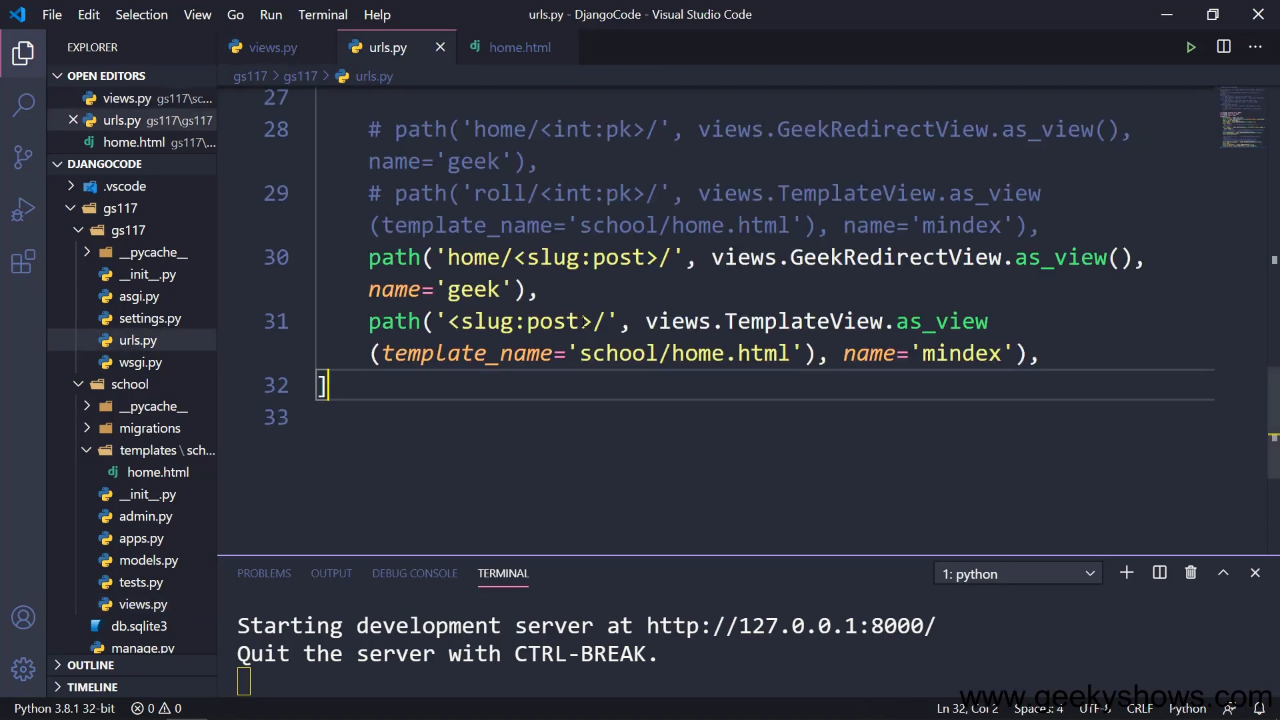 File Edit Selection View Go Run Terminal Help urls.py - DjangoCode - Visual Studio Code
EXPLORER
views.py urls.py home.html
gs117 gs117 urls.py
OPEN EDITORS
views.py gs117\sc...
urls.py gs117\gs117
home.html gs117\...
DJANGOCODE
.vscode
gs117
gs117
__pycache__
__init__.py
asgi.py
settings.py
urls.py
wsgi.py
school
__pycache__
migrations
templates \ sch...
home.html
__init__.py
admin.py
apps.py
models.py
tests.py
views.py
db.sqlite3
manage.py
OUTLINE
TIMELINE
27
28 # path('home/<int:pk>/', views.GeekRedirectView.as_view(),
name='geek'),
29 # path('roll/<int:pk>/', views.TemplateView.as_view
(template_name='school/home.html'), name='mindex'),
30 path('home/<slug:post>/', views.GeekRedirectView.as_view(),
name='geek'),
31 path('<slug:post>/', views.TemplateView.as_view
(template_name='school/home.html'), name='mindex'),
32 ]
33
PROBLEMS OUTPUT DEBUG CONSOLE TERMINAL 1: python
Starting development server at http://127.0.0.1:8000/
Quit the server with CTRL-BREAK.
www.geekyshows.com
Python 3.8.1 32-bit 0 0 Ln 32, Col 2 Spaces: 4 UTF-8 CRLF Python